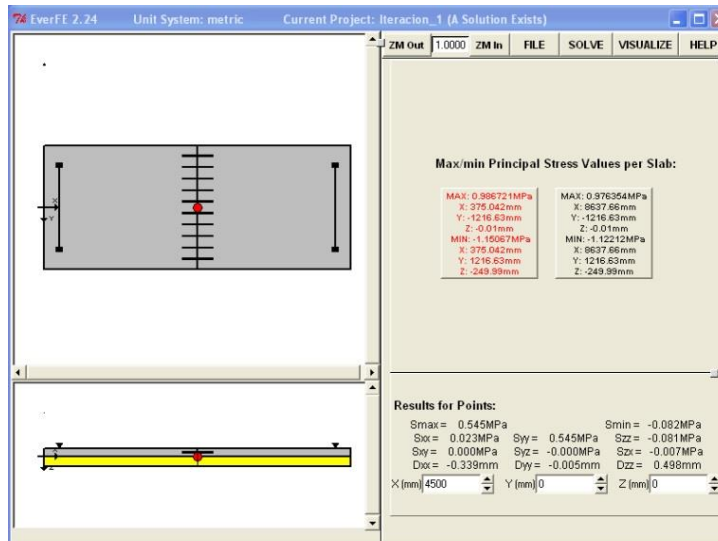 EverFE 2.24 Unit System: metric Current Project: Iteracion_1 (A Solution Exists)
ZM Out 1.0000 ZM In FILE SOLVE VISUALIZE HELP
X
Y
Max/min Principal Stress Values per Slab:
MAX: 0.986721MPa
X: 375.042mm
Y: -1216.63mm
Z: -0.01mm
MIN: -1.15067MPa
X: 375.042mm
Y: 1216.63mm
Z: -249.99mm
MAX: 0.976354MPa
X: 8637.66mm
Y: -1216.63mm
Z: -0.01mm
MIN: -1.12212MPa
X: 8637.66mm
Y: 1216.63mm
Z: -249.99mm
Z
Results for Points:
Smax = 0.545MPa Smin = -0.082MPa
Sxx = 0.023MPa Syy = 0.545MPa Szz = -0.081MPa
Sxy = 0.000MPa Syz = -0.000MPa Szx = -0.007MPa
Dxx = -0.339mm Dyy = -0.005mm Dzz = 0.498mm
X (mm) 4500 Y (mm) 0 Z (mm) 0